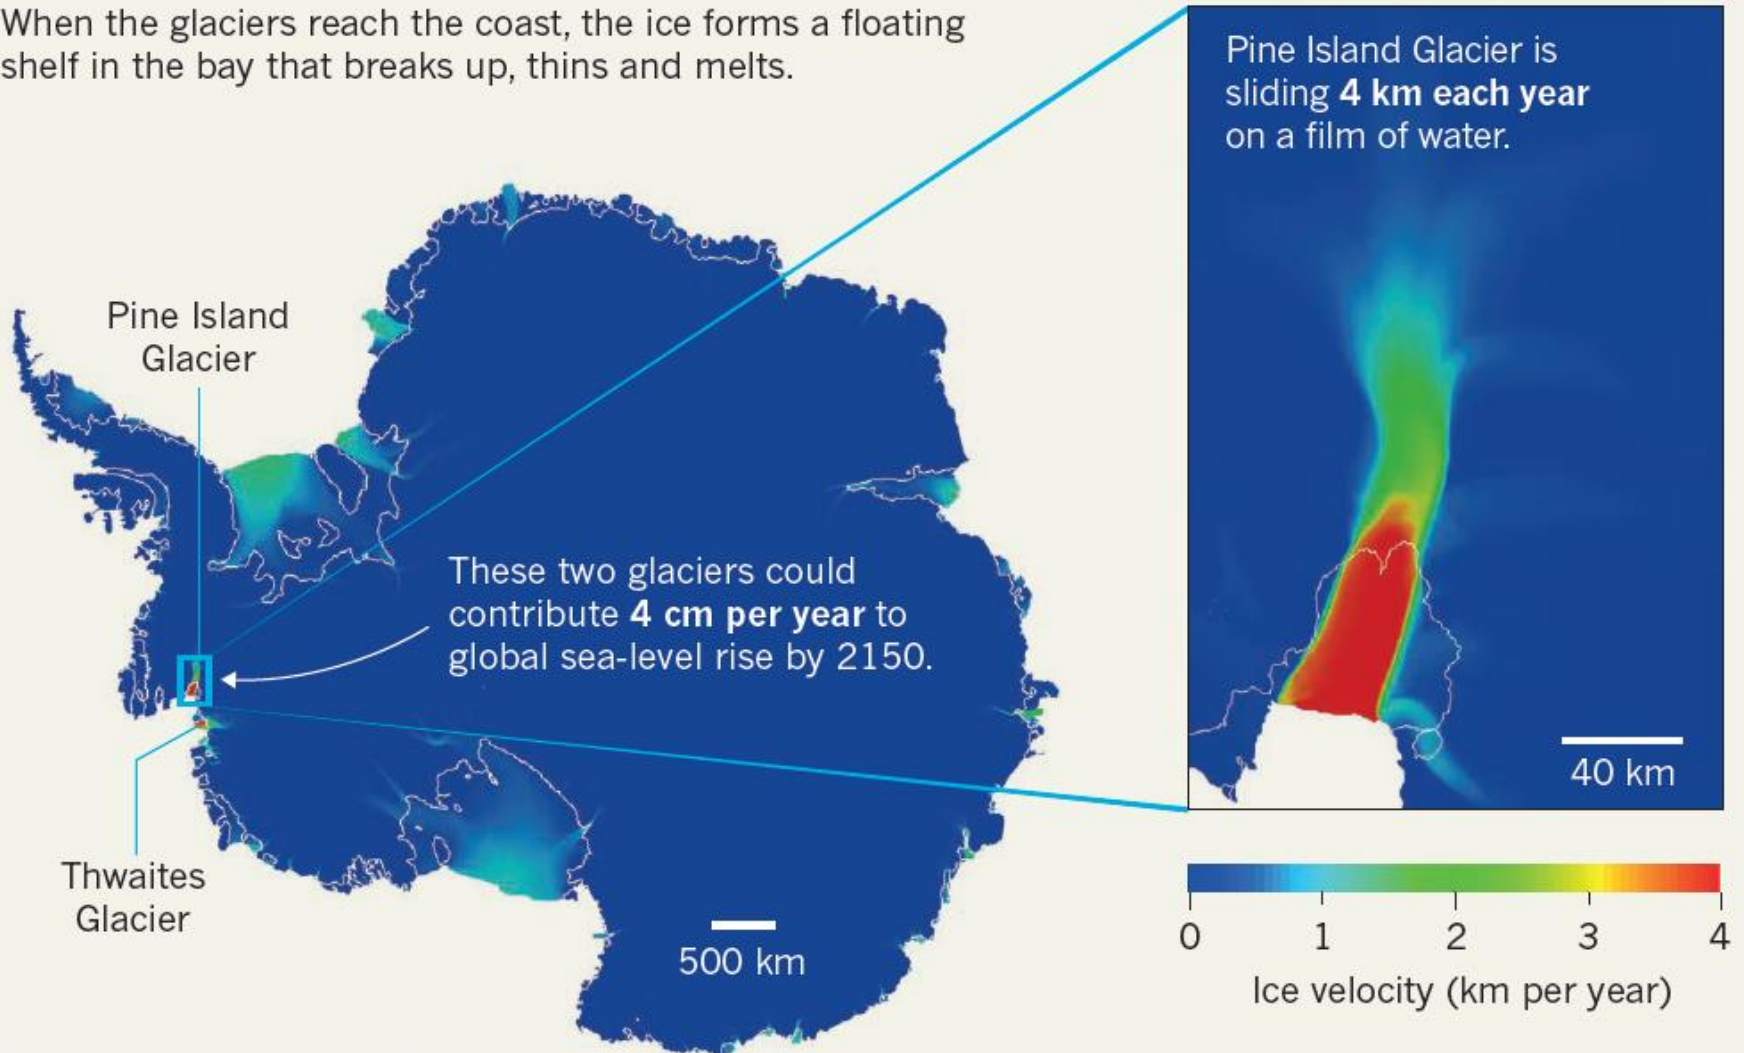 When the glaciers reach the coast, the ice forms a floating
shelf in the bay that breaks up, thins and melts.
Pine Island Glacier is
sliding 4 km each year
on a film of water.
Pine Island
Glacier
These two glaciers could
contribute 4 cm per year to
global sea-level rise by 2150.
Thwaites
Glacier
500 km
40 km
0 1 2 3 4
Ice velocity (km per year)